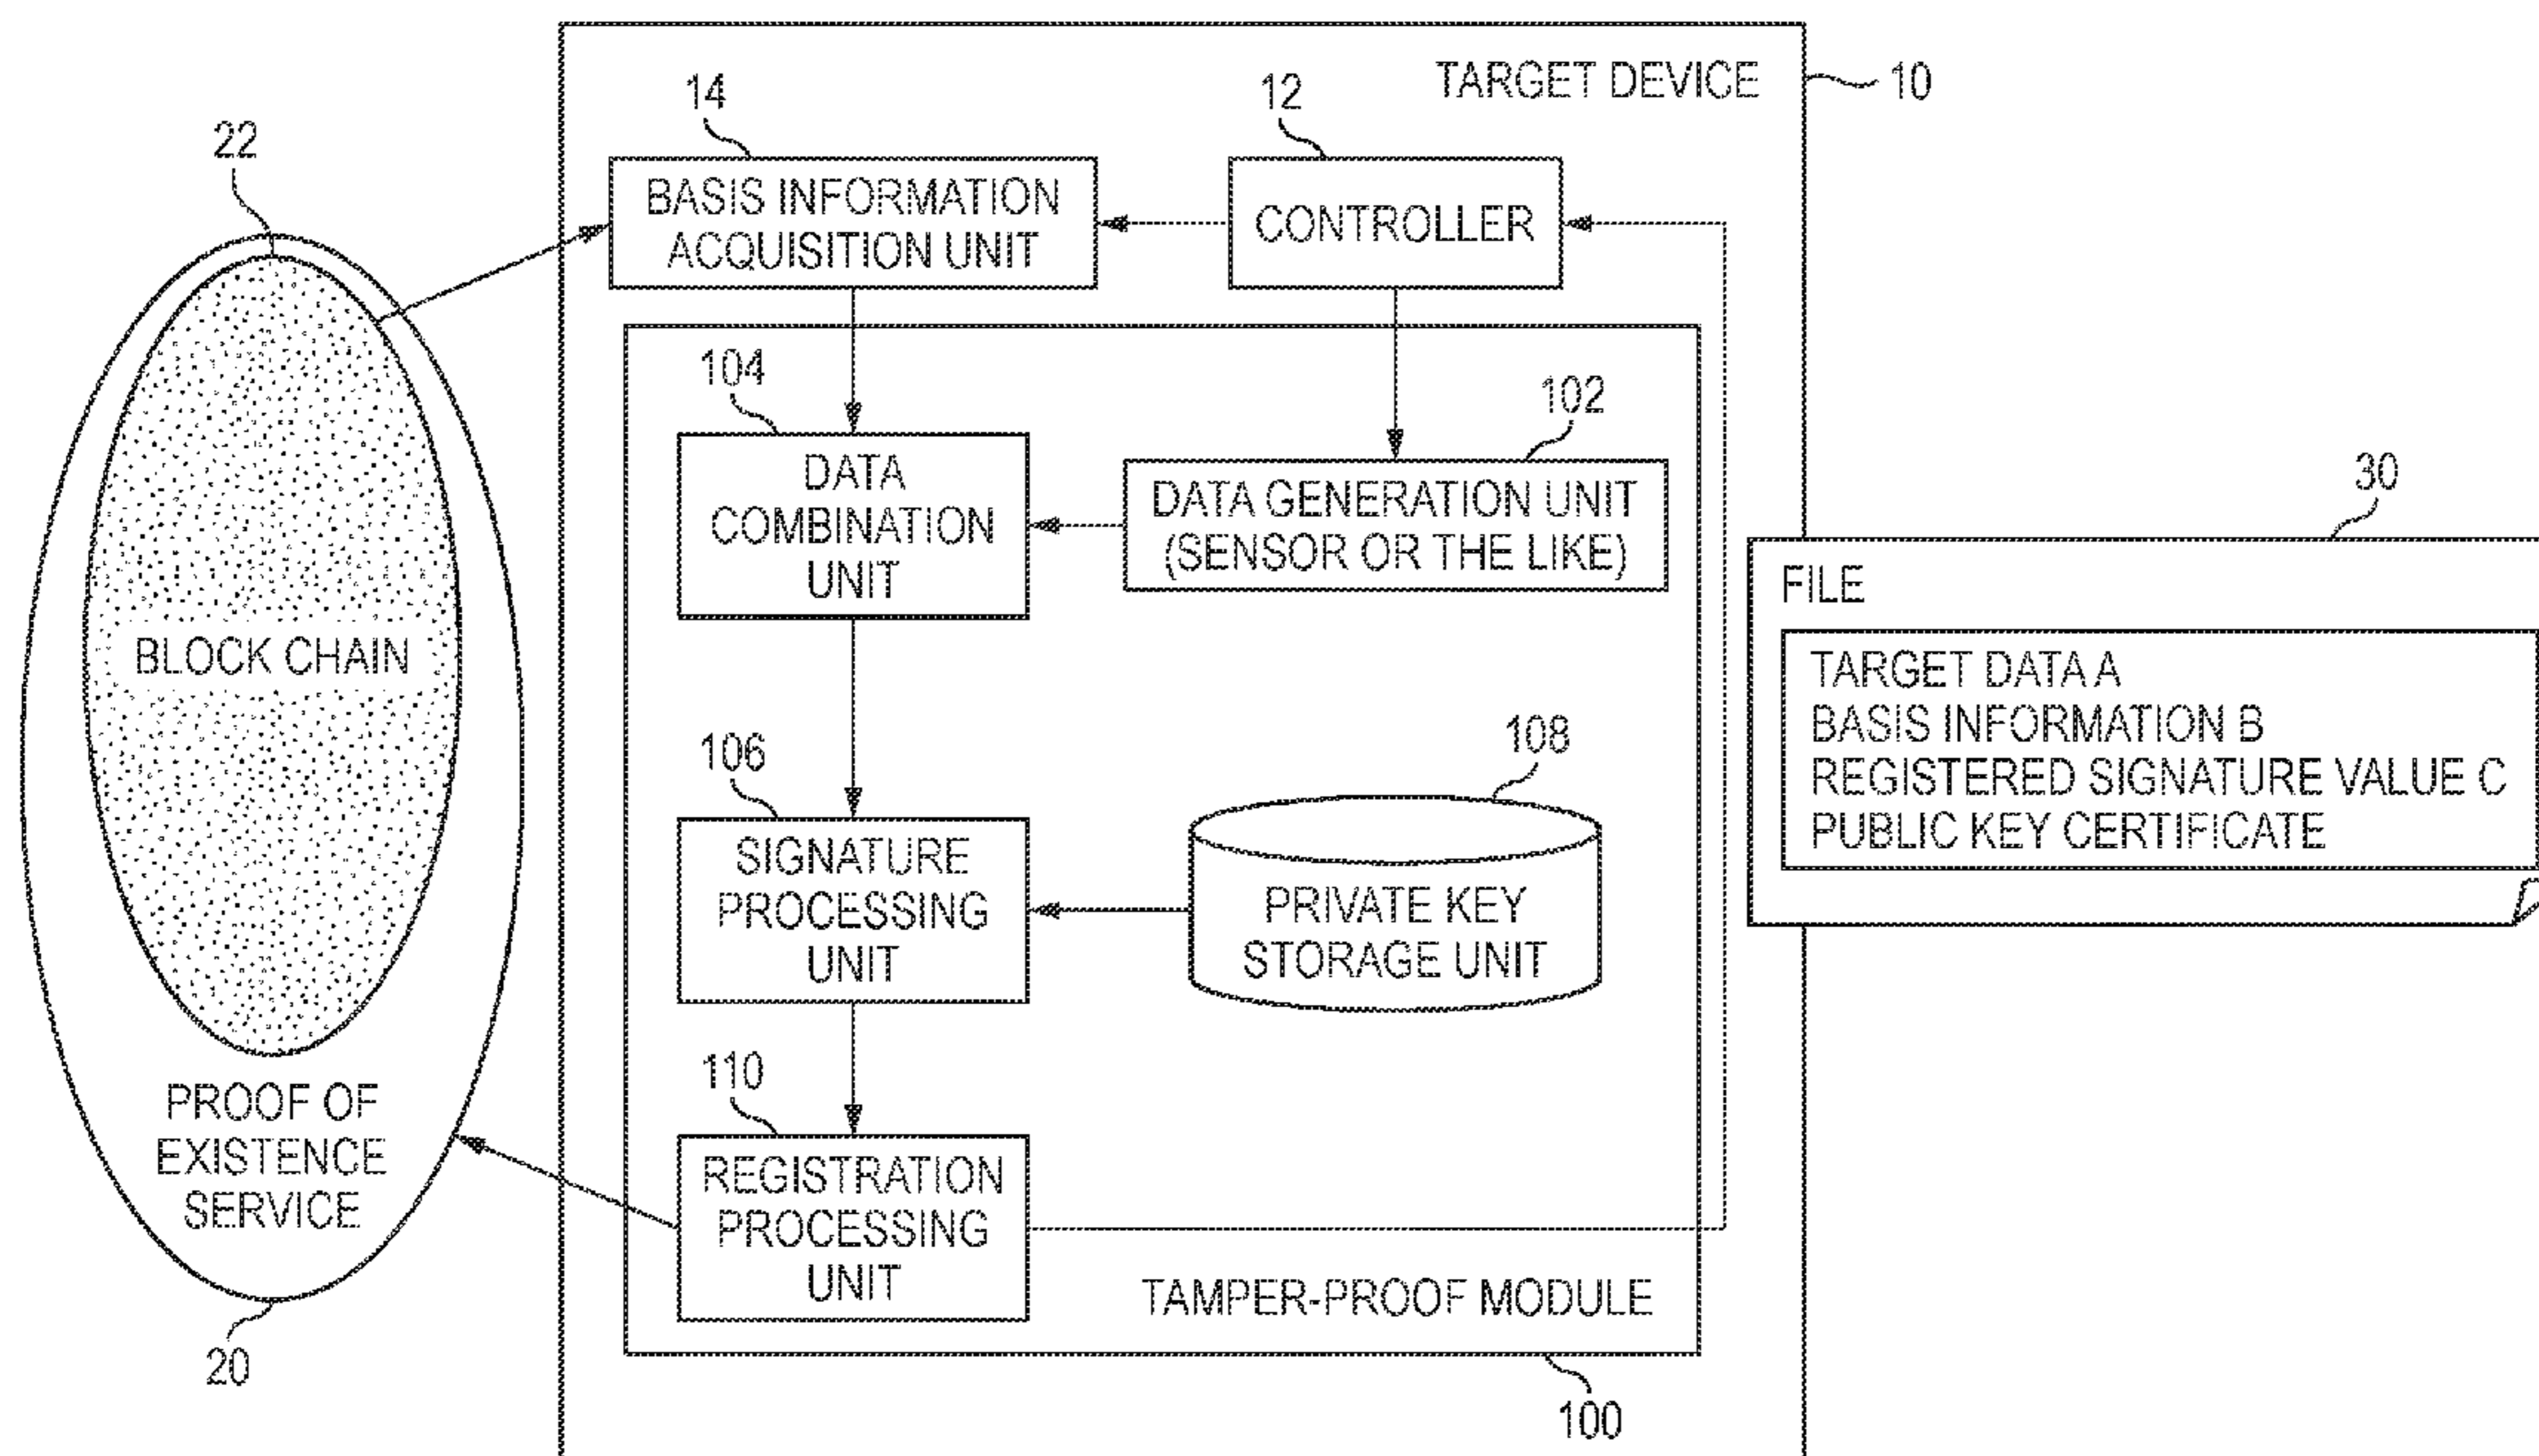 TARGET DEVICE
10
14
12
22
BASIS INFORMATION
ACQUISITION UNIT
CONTROLLER
104
102
DATA
COMBINATION
UNIT
DATA GENERATION UNIT
(SENSOR OR THE LIKE)
30
FILE
TARGET DATA A
BASIS INFORMATION B
REGISTERED SIGNATURE VALUE C
PUBLIC KEY CERTIFICATE
BLOCK CHAIN
106
108
SIGNATURE
PROCESSING
UNIT
PRIVATE KEY
STORAGE UNIT
110
PROOF OF
EXISTENCE
SERVICE
REGISTRATION
PROCESSING
UNIT
TAMPER-PROOF MODULE
20
100